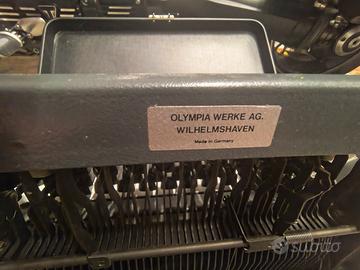 OLYMPIA WERKE AG.
WILHELMSHAVEN
Made in Germany
subito